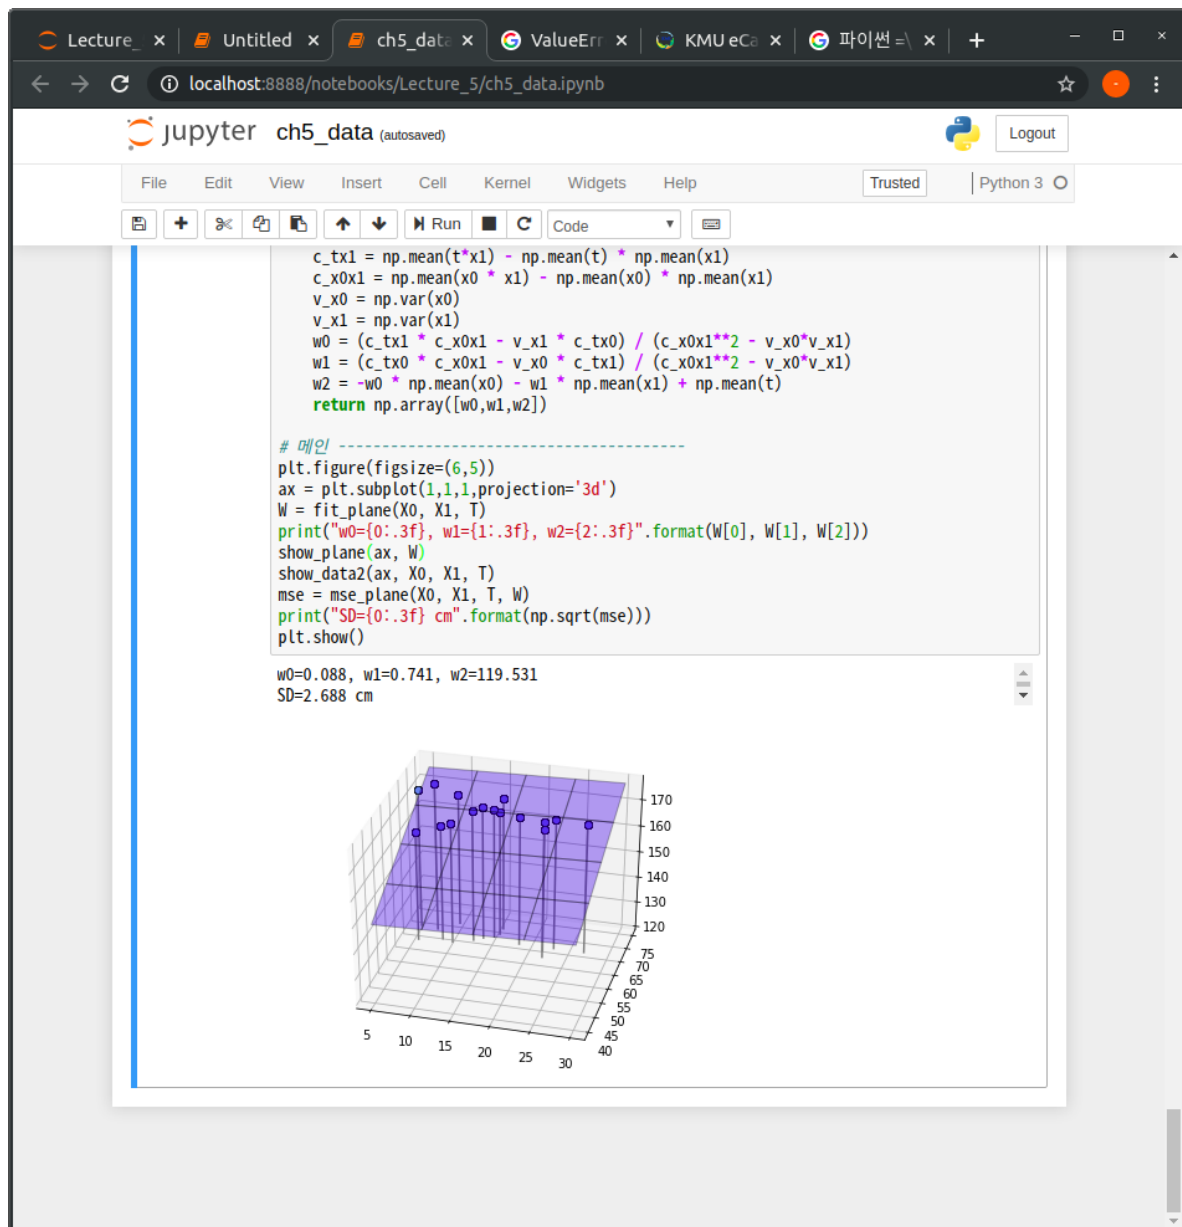 Lecture_
Untitled
ch5_data
ValueErr
KMU eCa
파이썬 =\
localhost:8888/notebooks/Lecture_5/ch5_data.ipynb
jupyter ch5_data (autosaved)
Logout
File Edit View Insert Cell Kernel Widgets Help
Trusted
Python 3
Run
Code
c_tx1 = np.mean(t*x1) - np.mean(t) * np.mean(x1)
c_x0x1 = np.mean(x0 * x1) - np.mean(x0) * np.mean(x1)
v_x0 = np.var(x0)
v_x1 = np.var(x1)
w0 = (c_tx1 * c_x0x1 - v_x1 * c_tx0) / (c_x0x1**2 - v_x0*v_x1)
w1 = (c_tx0 * c_x0x1 - v_x0 * c_tx1) / (c_x0x1**2 - v_x0*v_x1)
w2 = -w0 * np.mean(x0) - w1 * np.mean(x1) + np.mean(t)
return np.array([w0,w1,w2])
# 메인 ----------------------------------------
plt.figure(figsize=(6,5))
ax = plt.subplot(1,1,1,projection='3d')
W = fit_plane(X0, X1, T)
print("w0={0:.3f}, w1={1:.3f}, w2={2:.3f}".format(W[0], W[1], W[2]))
show_plane(ax, W)
show_data2(ax, X0, X1, T)
mse = mse_plane(X0, X1, T, W)
print("SD={0:.3f} cm".format(np.sqrt(mse)))
plt.show()
w0=0.088, w1=0.741, w2=119.531
SD=2.688 cm
170
160
150
140
130
120
75
70
65
60
55
50
45
40
5 10 15 20 25 30